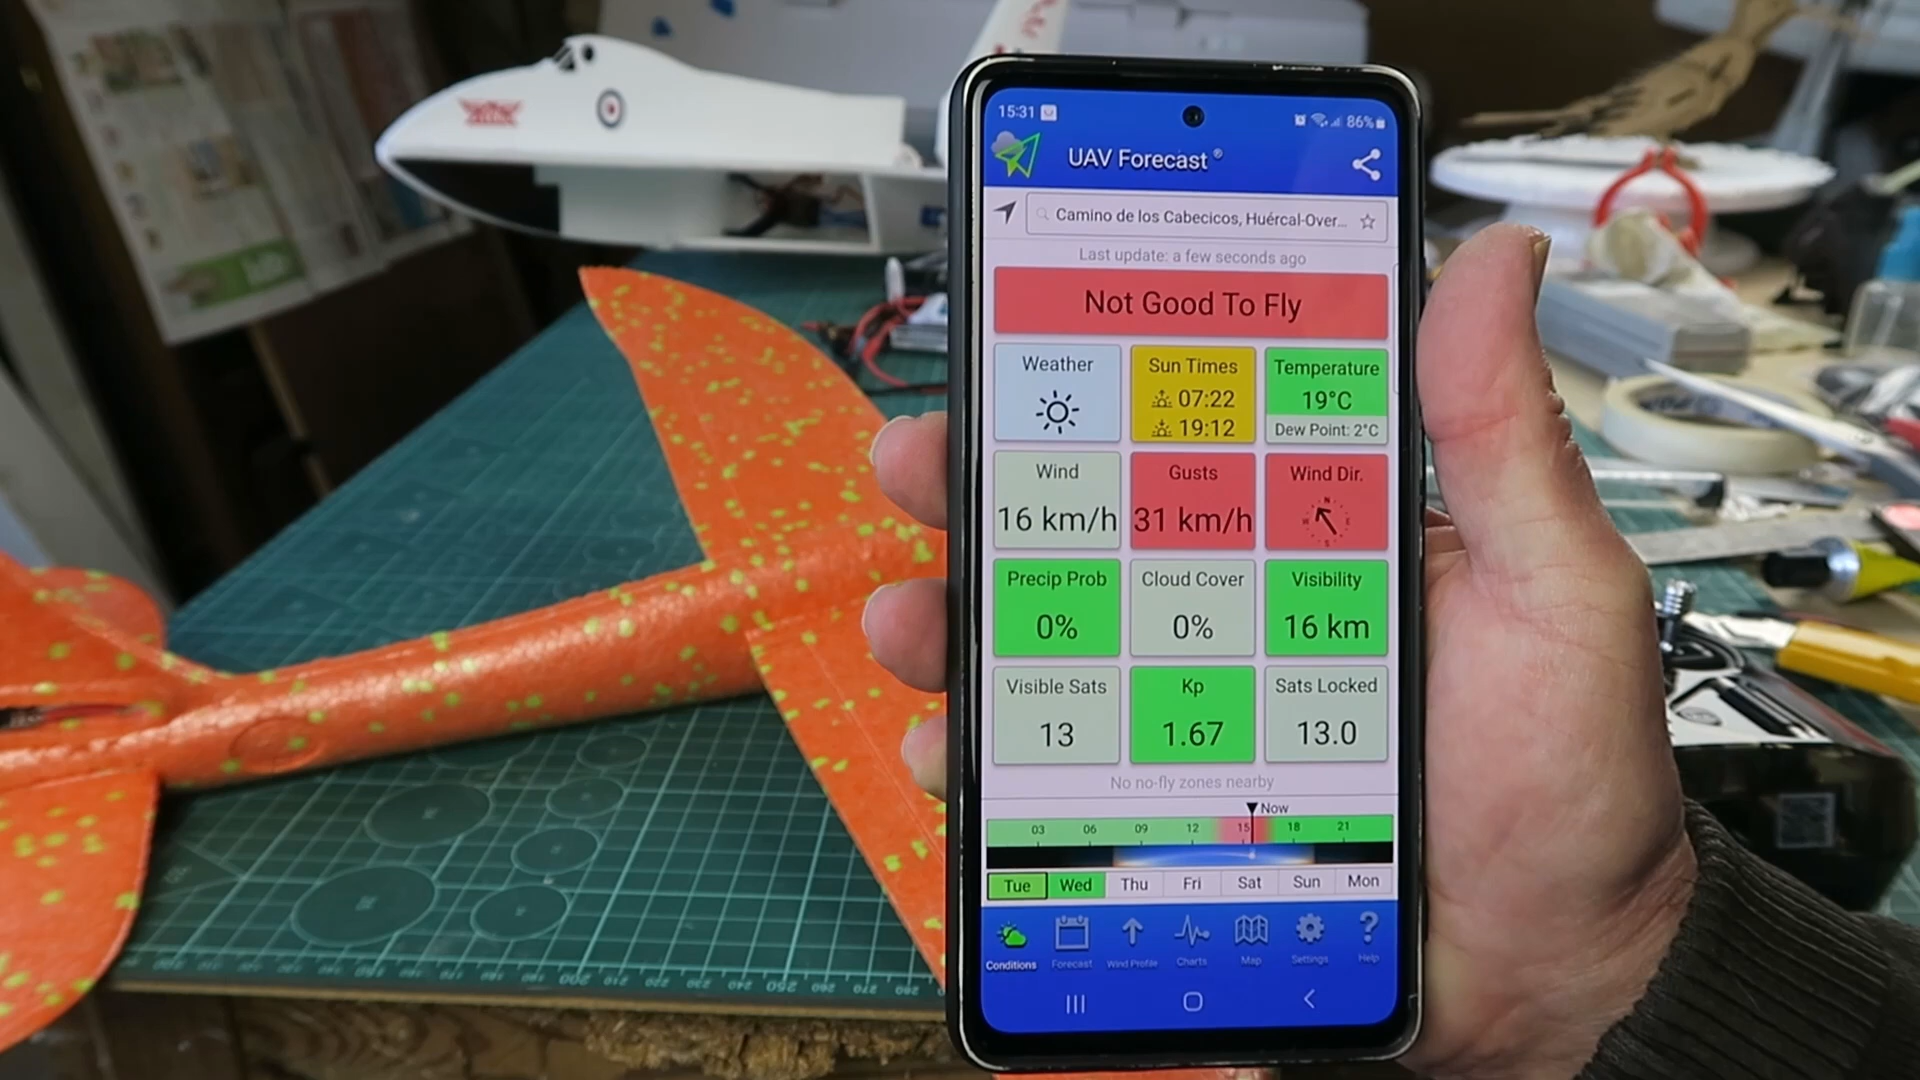 15:31
86%
UAV Forecast ®
Camino de los Cabecicos, Huércal-Over...
Last update: a few seconds ago
Not Good To Fly
Weather
Sun Times
07:22
19:12
Temperature
19°C
Dew Point: 2°C
Wind
16 km/h
Gusts
31 km/h
Wind Dir.
N
E
S
W
Precip Prob
0%
Cloud Cover
0%
Visibility
16 km
Visible Sats
13
Kp
1.67
Sats Locked
13.0
No no-fly zones nearby
Now
03 06 09 12 15 18 21
Tue Wed Thu Fri Sat Sun Mon
Conditions Forecast Wind Profile Charts Map Settings Help